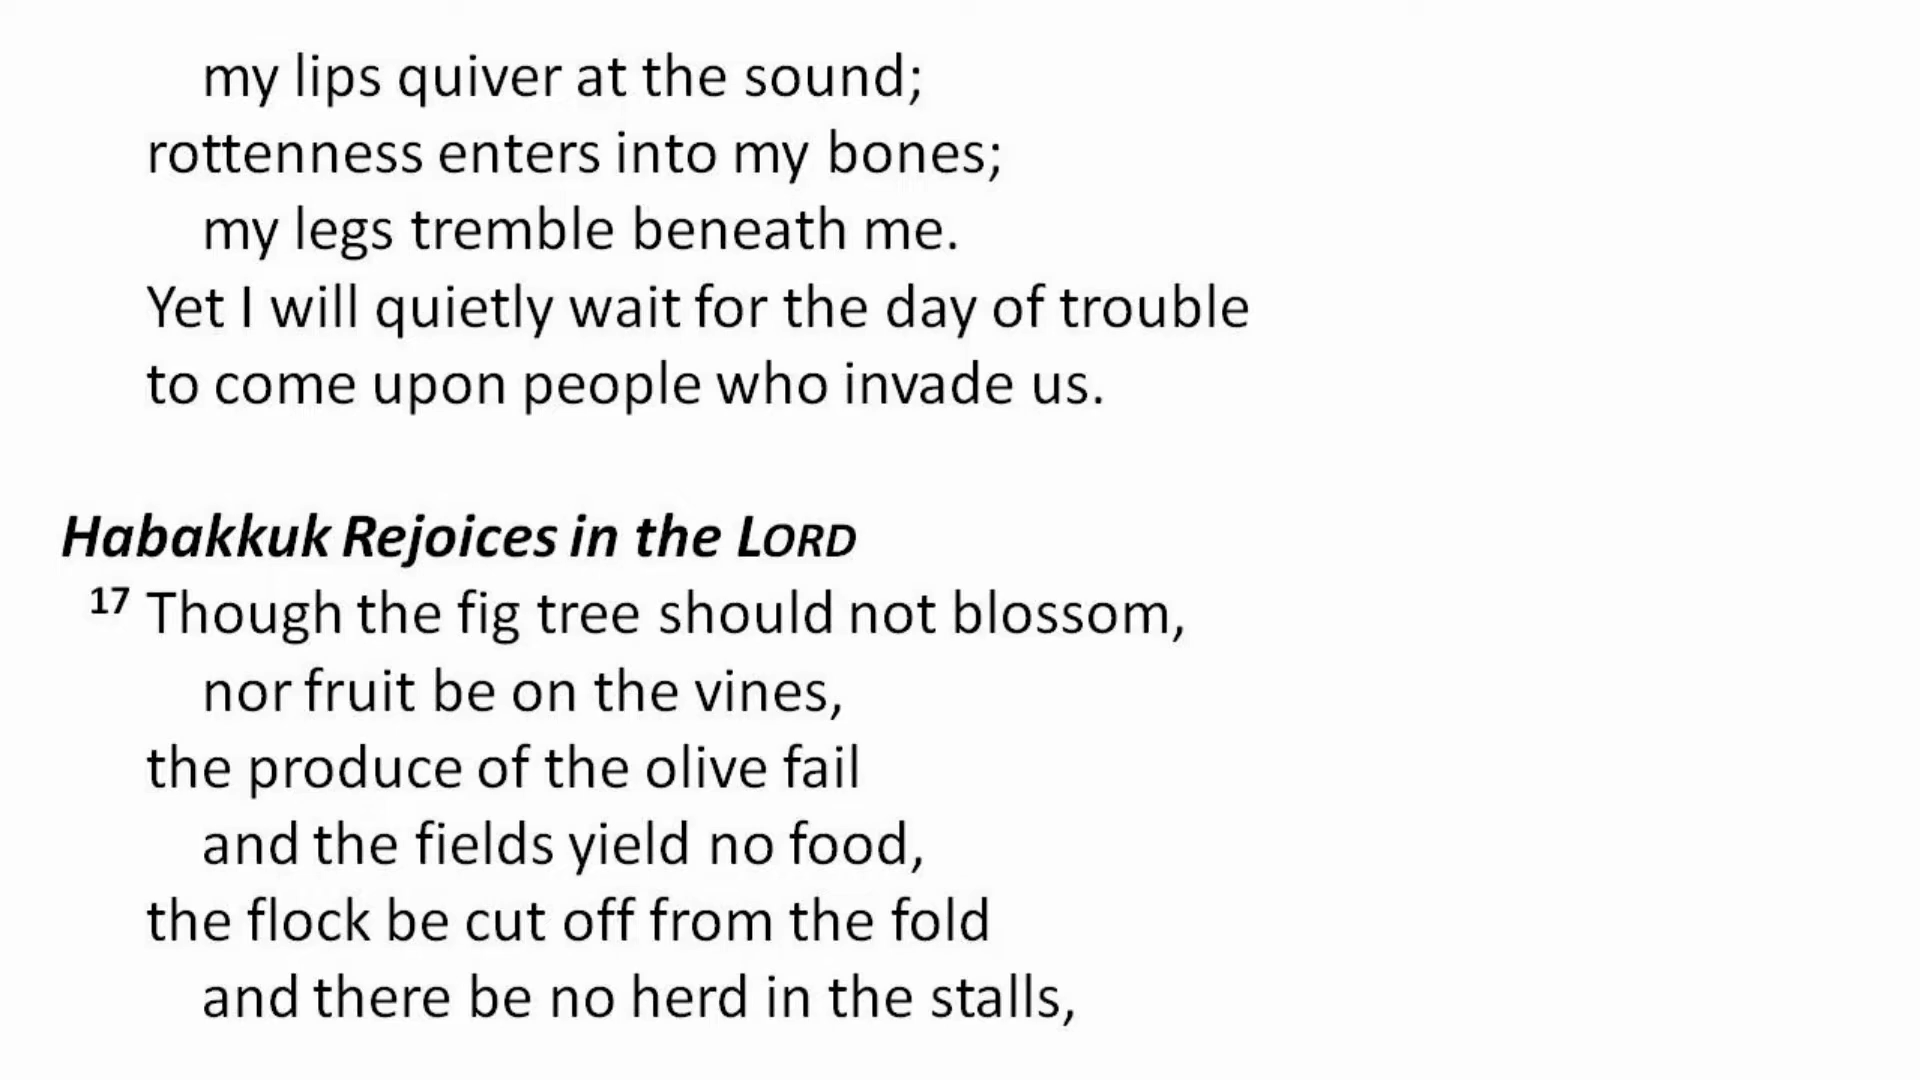 my lips quiver at the sound;
rottenness enters into my bones;
my legs tremble beneath me.
Yet I will quietly wait for the day of trouble
to come upon people who invade us.
Habakkuk Rejoices in the LORD
17 Though the fig tree should not blossom,
nor fruit be on the vines,
the produce of the olive fail
and the fields yield no food,
the flock be cut off from the fold
and there be no herd in the stalls,